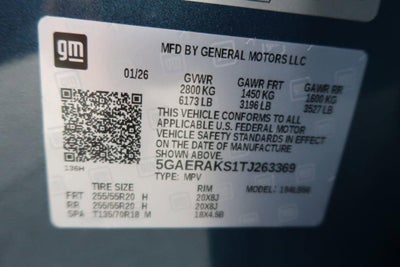 gm
MFD BY GENERAL MOTORS LLC
01/26 GVWR GAWR FRT GAWR RR
2800 KG 1450 KG 1600 KG
6173 LB 3196 LB 3527 LB
THIS VEHICLE CONFORMS TO ALL
APPLICABLE U.S. FEDERAL MOTOR
VEHICLE SAFETY STANDARDS IN EFFECT
ON THE DATE OF MANUFACTURE
SHOWN ABOVE.
136H 5GAERAKS1TJ263369
TYPE: MPV
TIRE SIZE RIM MODEL:
FRT 255/55R20 H 20X8J
RR 255/55R20 H 20X8J
SPA T135/70R18 M 18X4.5B